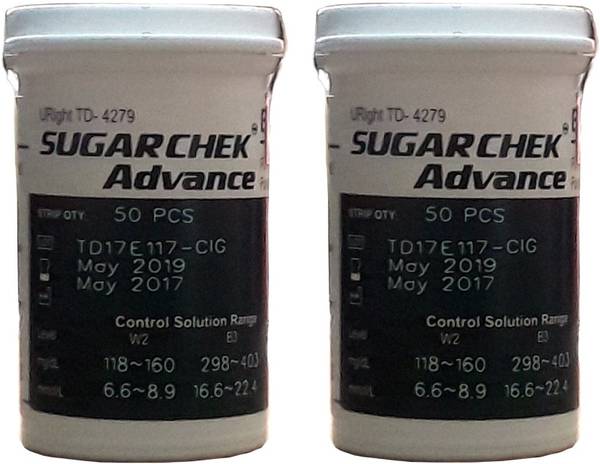 URight TD- 4279
SUGARCHEK
Advance
STRIP QTY. 50 PCS
TD17E117-CIG
May 2019
May 2017
Control Solution Range
Level W2 B3
mg/dL 118~160 298~403
mmol/L 6.6~8.9 16.6~22.4
URight TD- 4279
SUGARCHEK
Advance
STRIP QTY. 50 PCS
TD17E117-CIG
May 2019
May 2017
Control Solution Range
Level W2 B3
mg/dL 118~160 298~403
mmol/L 6.6~8.9 16.6~22.4